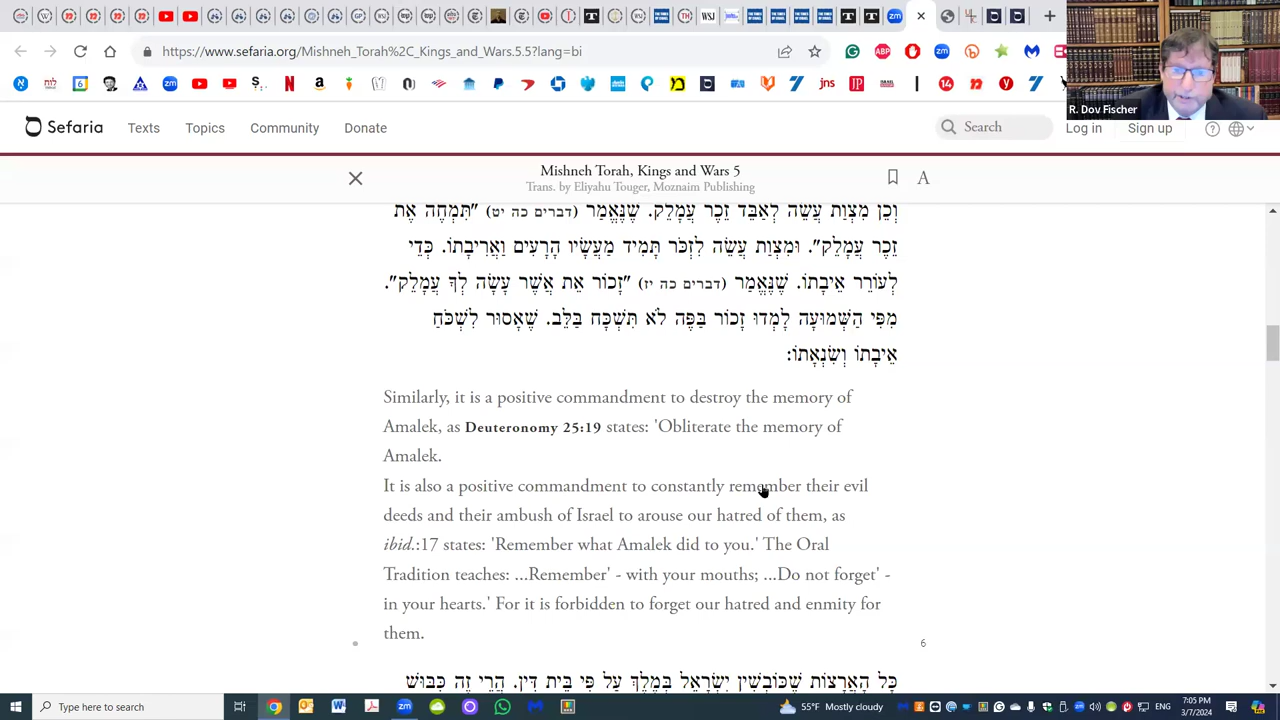 https://www.sefaria.org/Mishneh_Torah%2C_Kings_and_Wars.5.5?lang=bi
R. Dov Fischer
Sefaria
Texts
Topics
Community
Donate
Search
Log in
Sign up
Mishneh Torah, Kings and Wars 5
Trans. by Eliyahu Touger, Moznaim Publishing
A
וְכֵן מִצְוַת עֲשֵׂה לְאַבֵּד זֵכֶר עֲמָלֵק. שֶׁנֶּאֱמַר (דברים כה יט) "תִּמְחֶה אֶת
זֵכֶר עֲמָלֵק". וּמִצְוַת עֲשֵׂה לִזְכֹּר תָּמִיד מַעֲשָׂיו הָרָעִים וַאֲרִיבָתוֹ. כְּדֵי
לְעוֹרֵר אֵיבָתוֹ. שֶׁנֶּאֱמַר (דברים כה יז) "זָכוֹר אֵת אֲשֶׁר עָשָׂה לְךָ עֲמָלֵק".
מִפִּי הַשְּׁמוּעָה לָמְדוּ זָכוֹר בַּפֶּה לֹא תִּשְׁכָּח בַּלֵּב. שֶׁאָסוּר לִשְׁכֹּחַ
אֵיבָתוֹ וְשִׂנְאָתוֹ:
Similarly, it is a positive commandment to destroy the memory of
Amalek, as Deuteronomy 25:19 states: 'Obliterate the memory of
Amalek.
It is also a positive commandment to constantly remember their evil
deeds and their ambush of Israel to arouse our hatred of them, as
ibid.:17 states: 'Remember what Amalek did to you.' The Oral
Tradition teaches: ...Remember' - with your mouths; ...Do not forget' -
in your hearts.' For it is forbidden to forget our hatred and enmity for
them.
6
כָּל הָאֲרָצוֹת שֶׁכּוֹבְשִׁין יִשְׂרָאֵל בְּמֶלֶךְ עַל פִּי בֵּית דִּין. הֲרֵי זֶה כִּבּוּשׁ
Type here to search
55°F Mostly cloudy
ENG
7:05 PM
3/7/2024